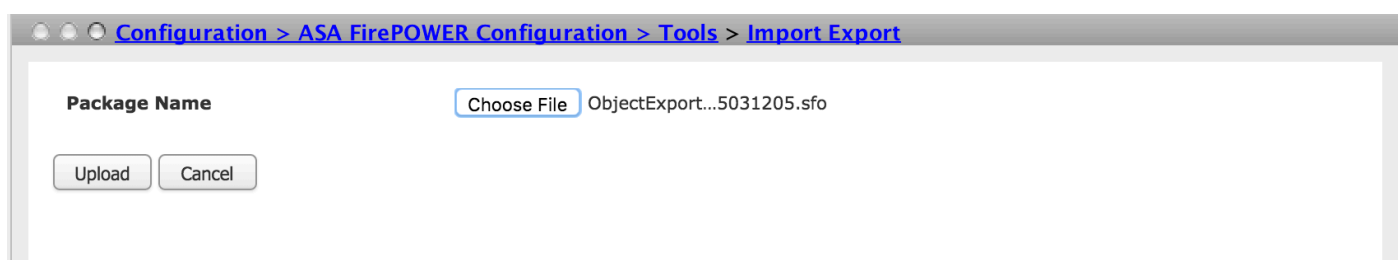 Configuration > ASA FirePOWER Configuration > Tools > Import Export
Package Name Choose File ObjectExport...5031205.sfo
Upload Cancel